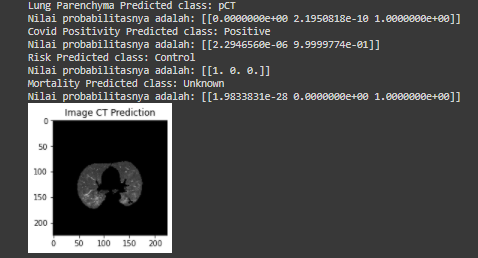 Lung Parenchyma Predicted class: pCT
Nilai probabilitasnya adalah: [[0.0000000e+00 2.1950818e-10 1.0000000e+00]]
Covid Positivity Predicted class: Positive
Nilai probabilitasnya adalah: [[2.2946560e-06 9.9999774e-01]]
Risk Predicted class: Control
Nilai probabilitasnya adalah: [[1. 0. 0.]]
Mortality Predicted class: Unknown
Nilai probabilitasnya adalah: [[1.9833831e-28 0.0000000e+00 1.0000000e+00]]
Image CT Prediction
0
50
100
150
200
0 50 100 150 200